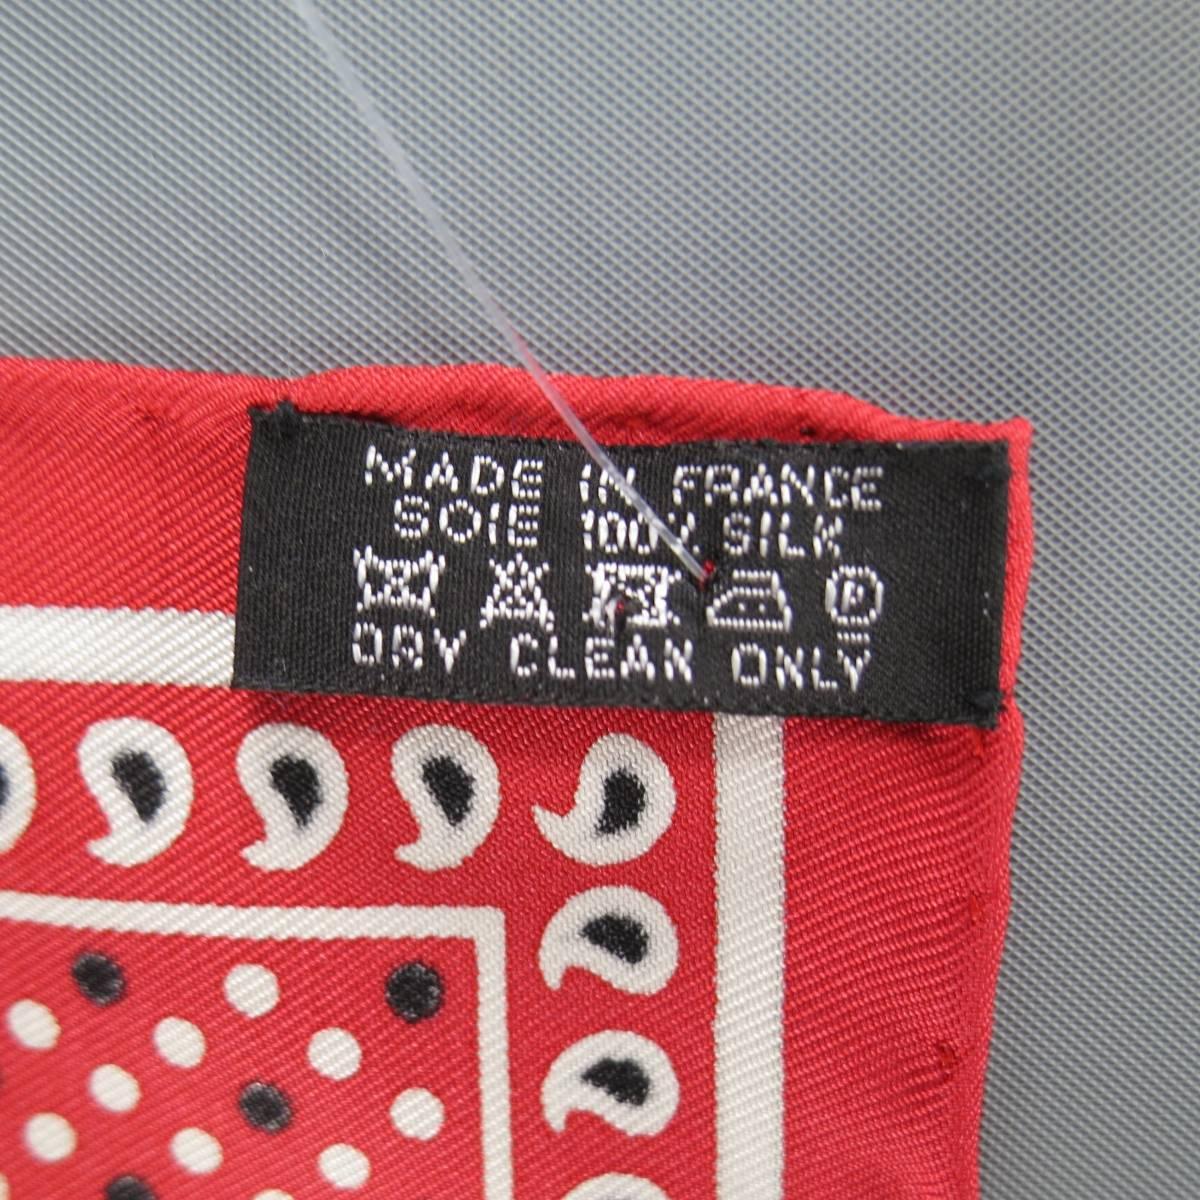 MADE IN FRANCE
SOIE 100% SILK
P
DRY CLEAN ONLY